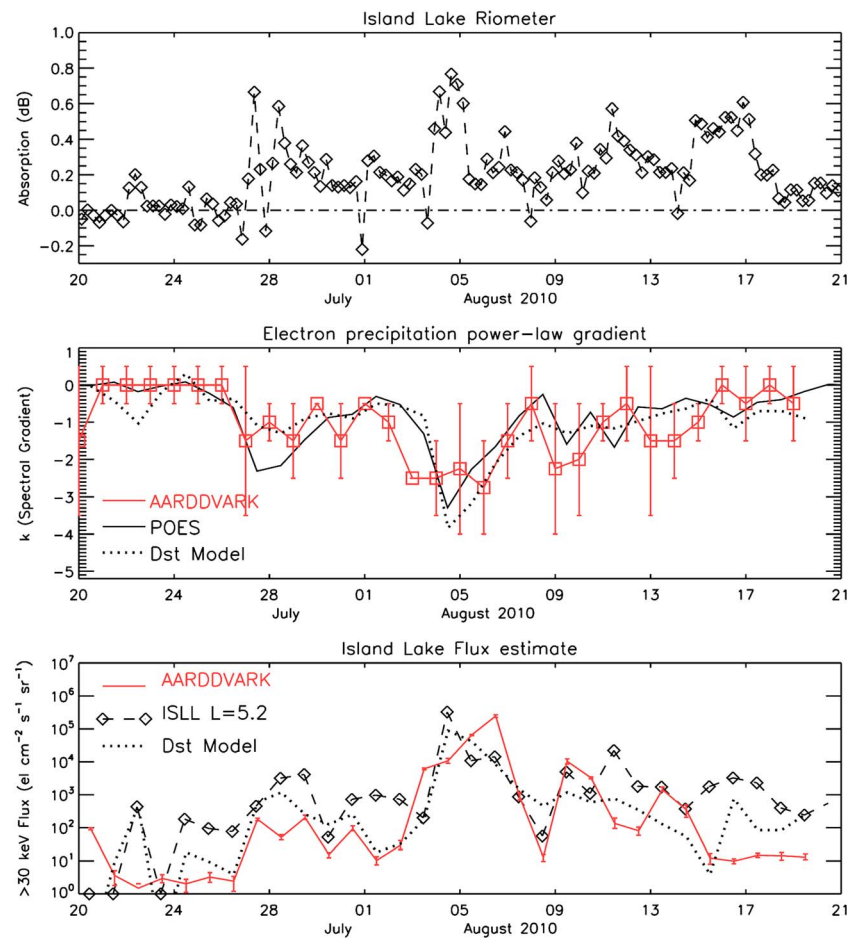 Island Lake Riometer
1.0
0.8
0.6
0.4
0.2
0.0
−0.2
Absorption (dB)
20 24 28 01 05 09 13 17 21
July August 2010
Electron precipitation power−law gradient
1
0
−1
−2
−3
−4
−5
k (Spectral Gradient)
AARDDVARK
POES
Dst Model
20 24 28 01 05 09 13 17 21
July August 2010
Island Lake Flux estimate
10⁷
10⁶
10⁵
10⁴
10³
10²
10¹
10⁰
>30 keV Flux (el cm⁻² s⁻¹ sr⁻¹)
AARDDVARK
ISLL L=5.2
Dst Model
20 24 28 01 05 09 13 17 21
July August 2010